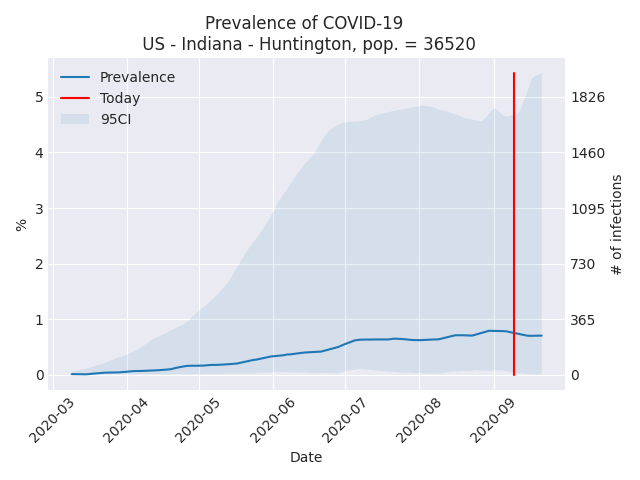 Prevalence of COVID-19
US - Indiana - Huntington, pop. = 36520
Prevalence
Today
95CI
5
4
3
2
1
0
%
1826
1460
1095
730
365
0
# of infections
2020-03
2020-04
2020-05
2020-06
2020-07
2020-08
2020-09
Date